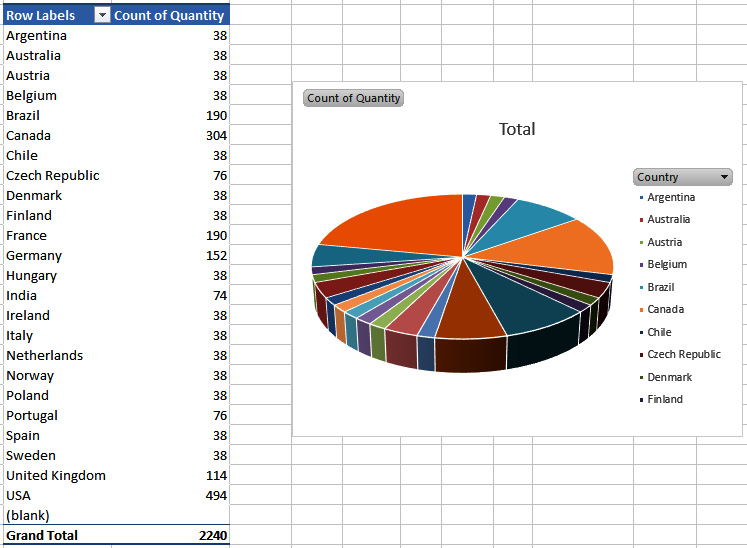 Row Labels Count of Quantity
Argentina 38
Australia 38
Austria 38
Belgium 38
Brazil 190
Canada 304
Chile 38
Czech Republic 76
Denmark 38
Finland 38
France 190
Germany 152
Hungary 38
India 74
Ireland 38
Italy 38
Netherlands 38
Norway 38
Poland 38
Portugal 76
Spain 38
Sweden 38
United Kingdom 114
USA 494
(blank)
Grand Total 2240
Count of Quantity
Total
Country
Argentina
Australia
Austria
Belgium
Brazil
Canada
Chile
Czech Republic
Denmark
Finland